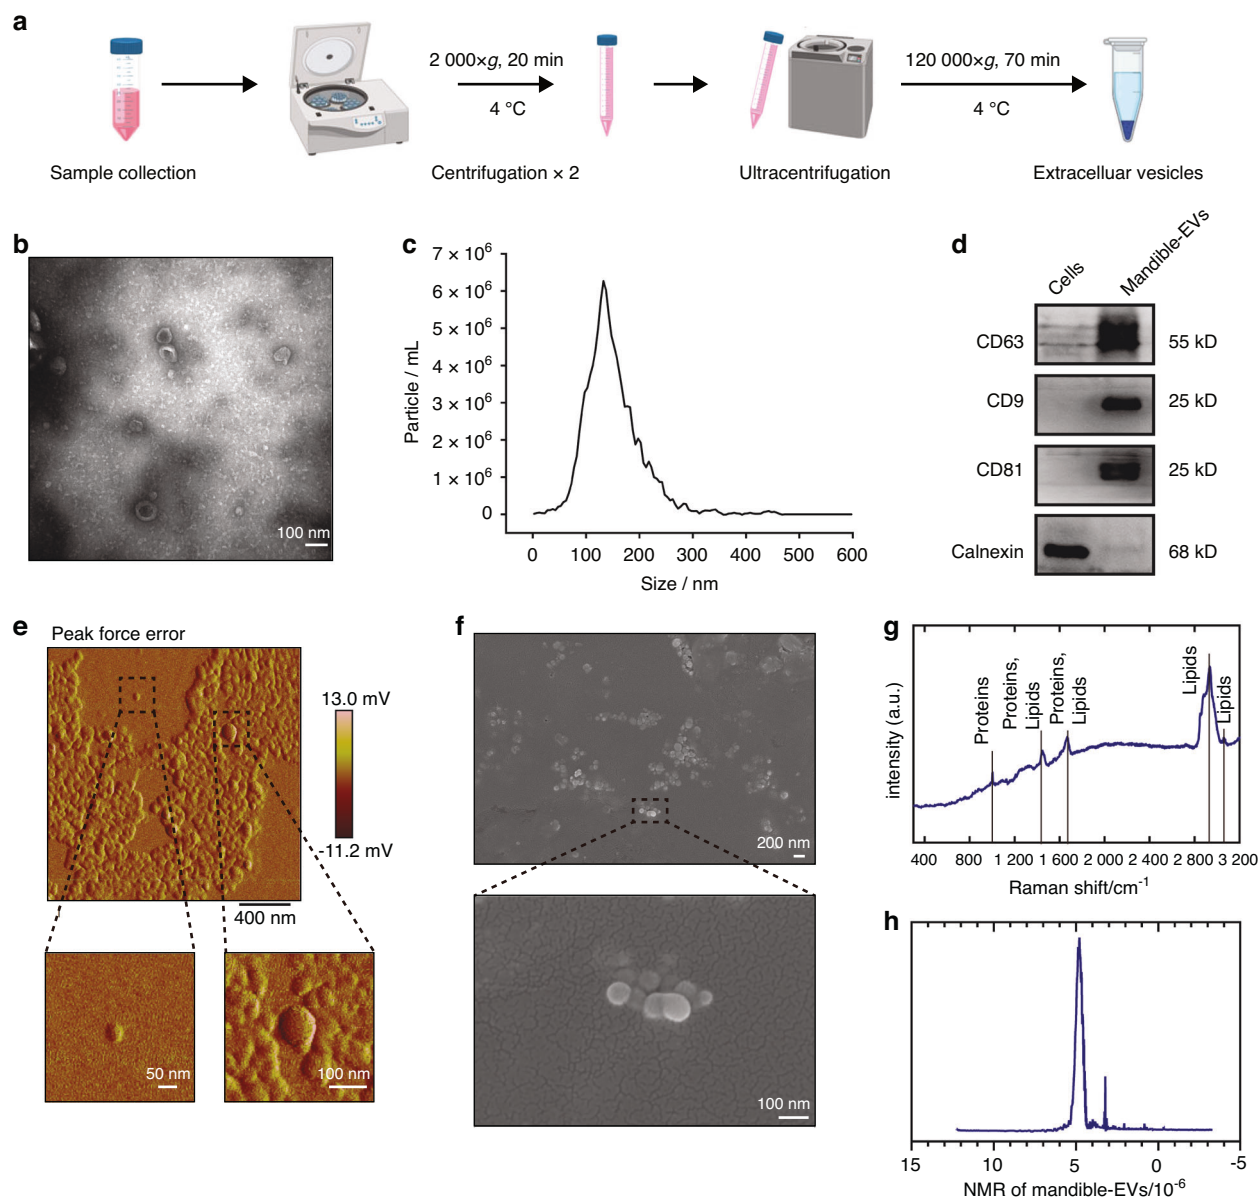 a
2 000×g, 20 min
4 °C
120 000×g, 70 min
4 °C
Sample collection
Centrifugation × 2
Ultracentrifugation
Extracelluar vesicles
b
100 nm
c
7 × 10⁶
6 × 10⁶
5 × 10⁶
4 × 10⁶
3 × 10⁶
2 × 10⁶
1 × 10⁶
0
Particle / mL
0 100 200 300 400 500 600
Size / nm
d
Cells
Mandible-EVs
CD63 55 kD
CD9 25 kD
CD81 25 kD
Calnexin 68 kD
e
Peak force error
13.0 mV
-11.2 mV
400 nm
50 nm
100 nm
f
200 nm
100 nm
g
intensity (a.u.)
Proteins
Proteins,
Lipids
Proteins,
Lipids
Lipids
Lipids
400 800 1 200 1 600 2 000 2 400 2 800 3 200
Raman shift/cm⁻¹
h
15 10 5 0 -5
NMR of mandible-EVs/10⁻⁶